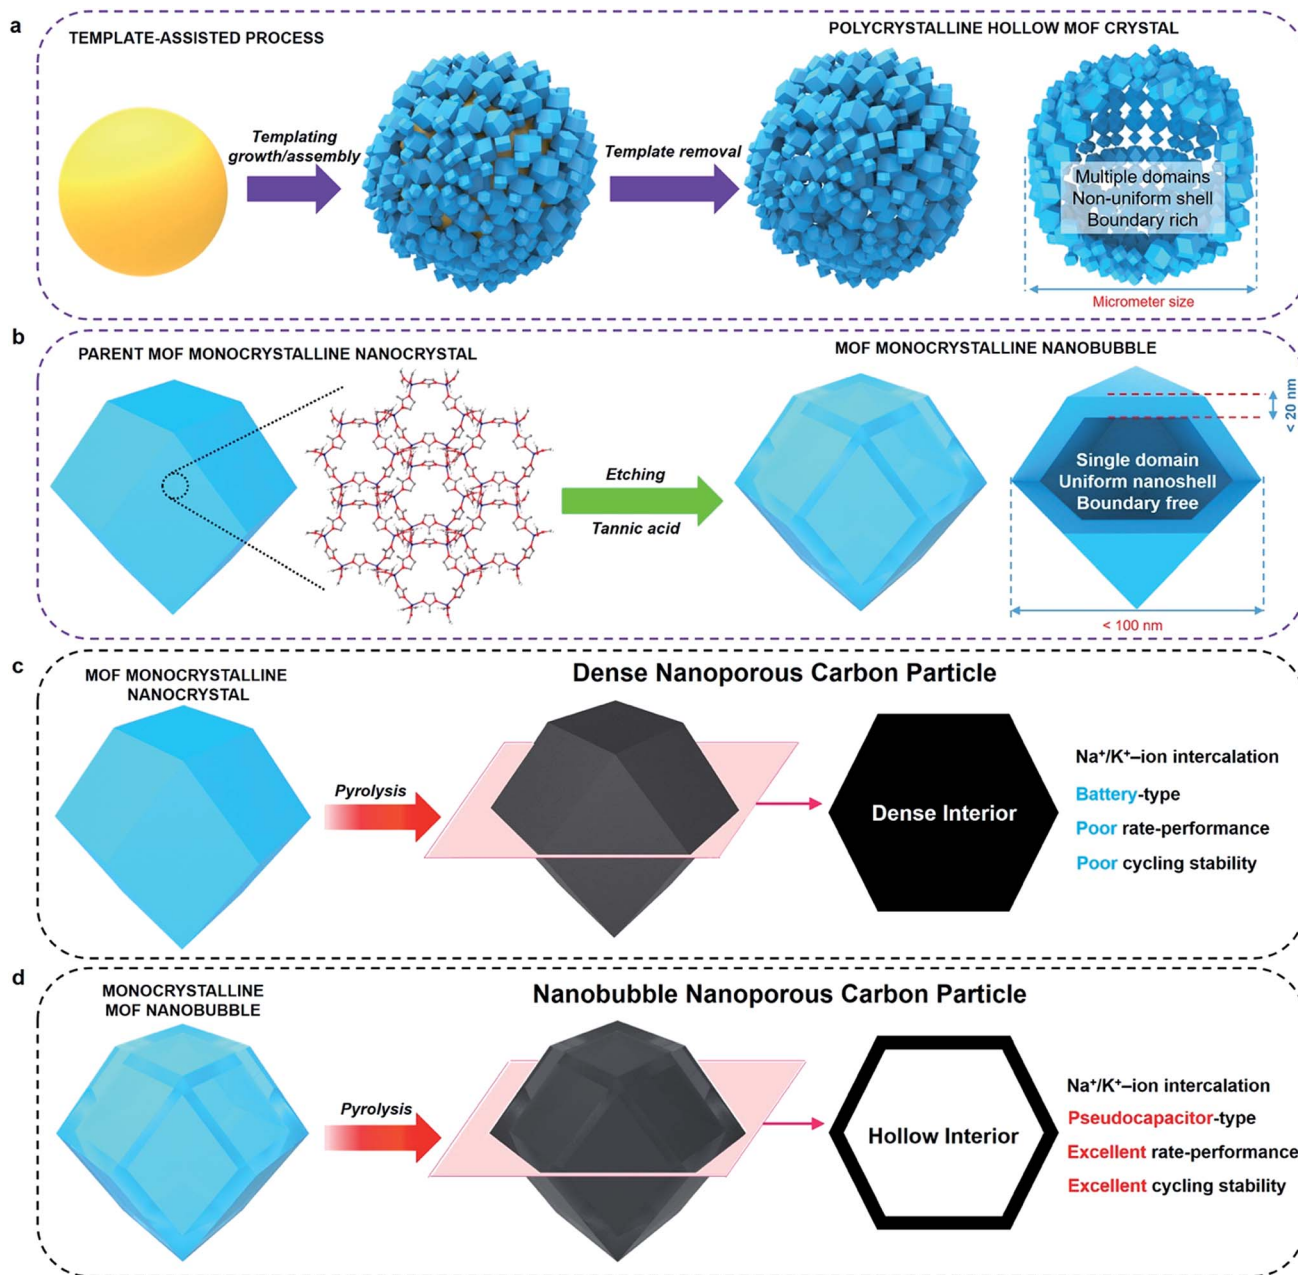 a
TEMPLATE-ASSISTED PROCESS
POLYCRYSTALLINE HOLLOW MOF CRYSTAL
Templating
growth/assembly
Template removal
Multiple domains
Non-uniform shell
Boundary rich
Micrometer size
b
PARENT MOF MONOCRYSTALLINE NANOCRYSTAL
MOF MONOCRYSTALLINE NANOBUBBLE
Etching
Tannic acid
Single domain
Uniform nanoshell
Boundary free
< 20 nm
< 100 nm
c
MOF MONOCRYSTALLINE
NANOCRYSTAL
Dense Nanoporous Carbon Particle
Pyrolysis
Dense Interior
Na⁺/K⁺–ion intercalation
Battery-type
Poor rate-performance
Poor cycling stability
d
MONOCRYSTALLINE
MOF NANOBUBBLE
Nanobubble Nanoporous Carbon Particle
Pyrolysis
Hollow Interior
Na⁺/K⁺–ion intercalation
Pseudocapacitor-type
Excellent rate-performance
Excellent cycling stability